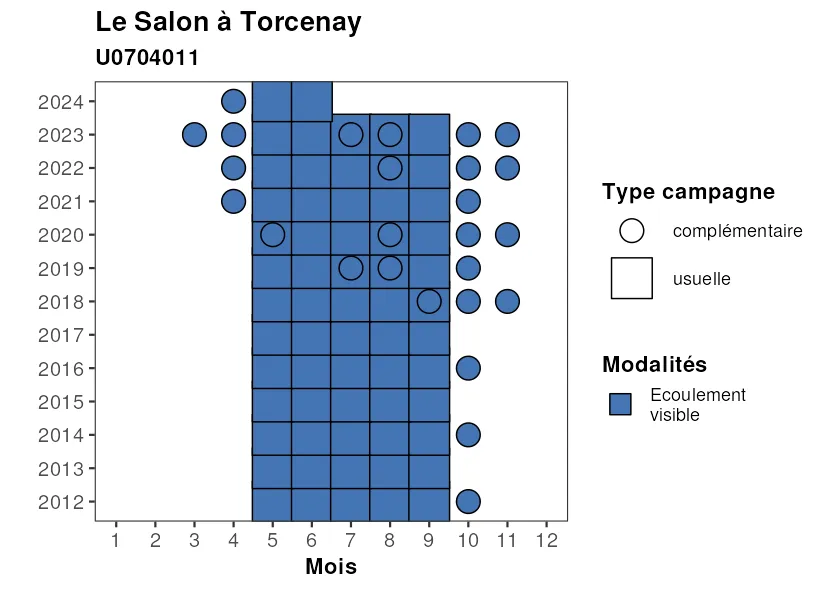 Le Salon à Torcenay
U0704011
2024
2023
2022
2021
2020
2019
2018
2017
2016
2015
2014
2013
2012
1 2 3 4 5 6 7 8 9 10 11 12
Mois
Type campagne
complémentaire
usuelle
Modalités
Ecoulement
visible